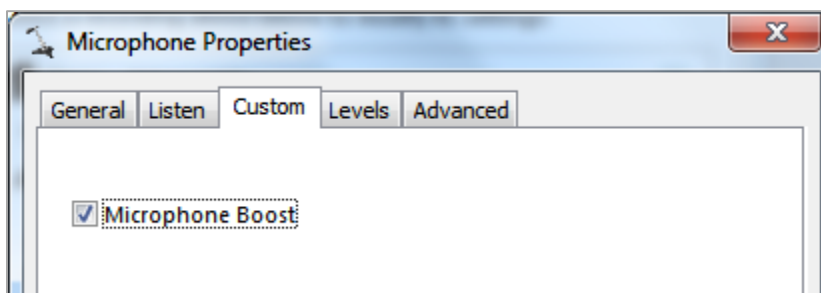 Microphone Properties
General Listen Custom Levels Advanced
Microphone Boost